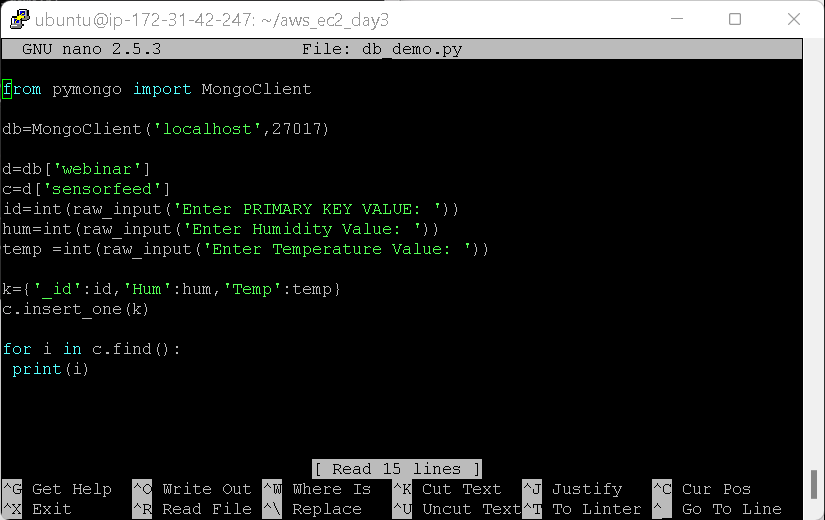 ubuntu@ip-172-31-42-247: ~/aws_ec2_day3
GNU nano 2.5.3 File: db_demo.py
from pymongo import MongoClient
db=MongoClient('localhost',27017)
d=db['webinar']
c=d['sensorfeed']
id=int(raw_input('Enter PRIMARY KEY VALUE: '))
hum=int(raw_input('Enter Humidity Value: '))
temp =int(raw_input('Enter Temperature Value: '))
k={'_id':id,'Hum':hum,'Temp':temp}
c.insert_one(k)
for i in c.find():
 print(i)
[ Read 15 lines ]
^G Get Help ^O Write Out ^W Where Is ^K Cut Text ^J Justify ^C Cur Pos
^X Exit ^R Read File ^\ Replace ^U Uncut Text^T To Linter ^_ Go To Line